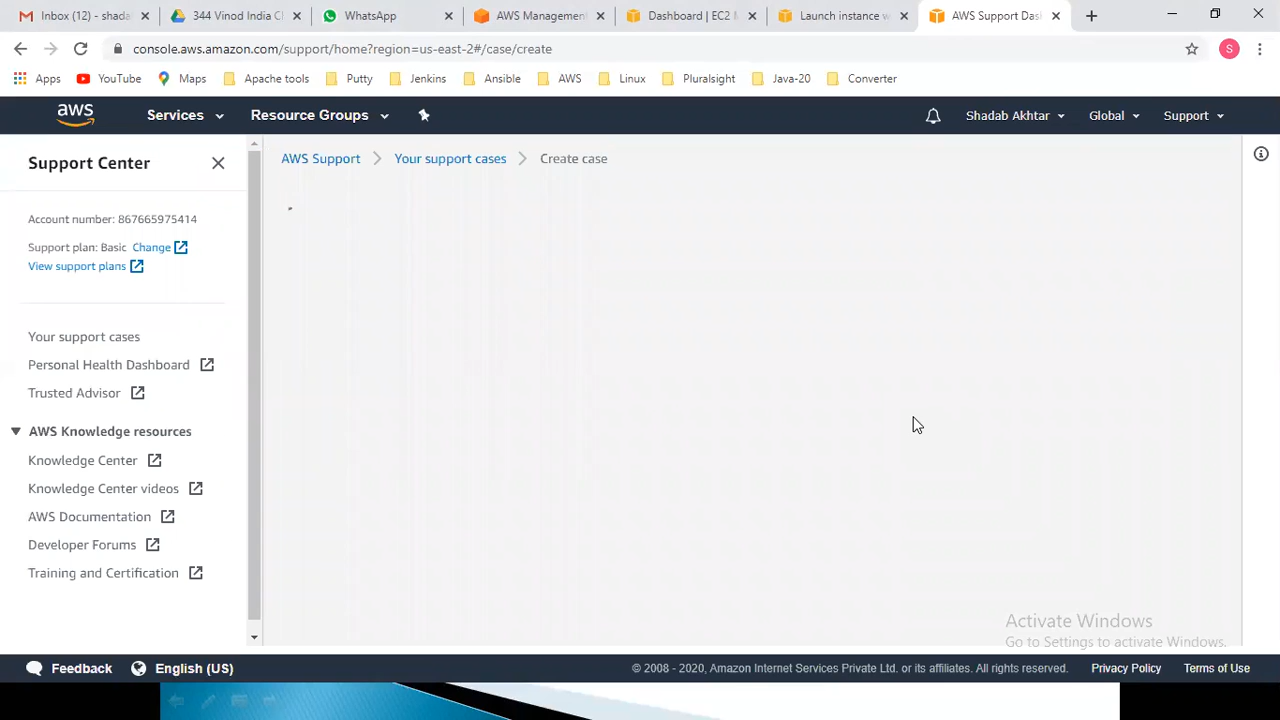 Inbox (12) - shada
344 Vinod India C
WhatsApp
AWS Managemen
Dashboard | EC2 M
Launch instance w
AWS Support Das
console.aws.amazon.com/support/home?region=us-east-2#/case/create
S
Apps
YouTube
Maps
Apache tools
Putty
Jenkins
Ansible
AWS
Linux
Pluralsight
Java-20
Converter
aws
Services
Resource Groups
Shadab Akhtar
Global
Support
Support Center
AWS Support
Your support cases
Create case
Account number: 867665975414
Support plan: Basic Change
View support plans
Your support cases
Personal Health Dashboard
Trusted Advisor
AWS Knowledge resources
Knowledge Center
Knowledge Center videos
AWS Documentation
Developer Forums
Training and Certification
Activate Windows
Go to Settings to activate Windows.
Feedback
English (US)
© 2008 - 2020, Amazon Internet Services Private Ltd. or its affiliates. All rights reserved.
Privacy Policy
Terms of Use